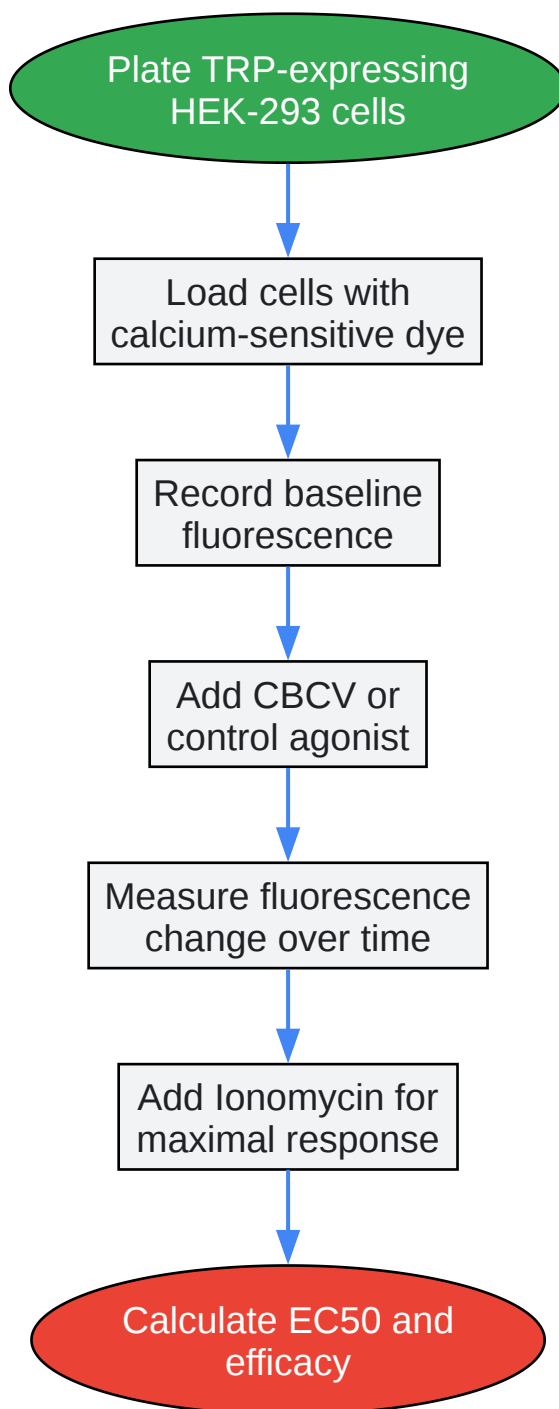 Plate TRP-expressing
HEK-293 cells
Load cells with
calcium-sensitive dye
Record baseline
fluorescence
Add CBCV or
control agonist
Measure fluorescence
change over time
Add Ionomycin for
maximal response
Calculate EC50 and
efficacy